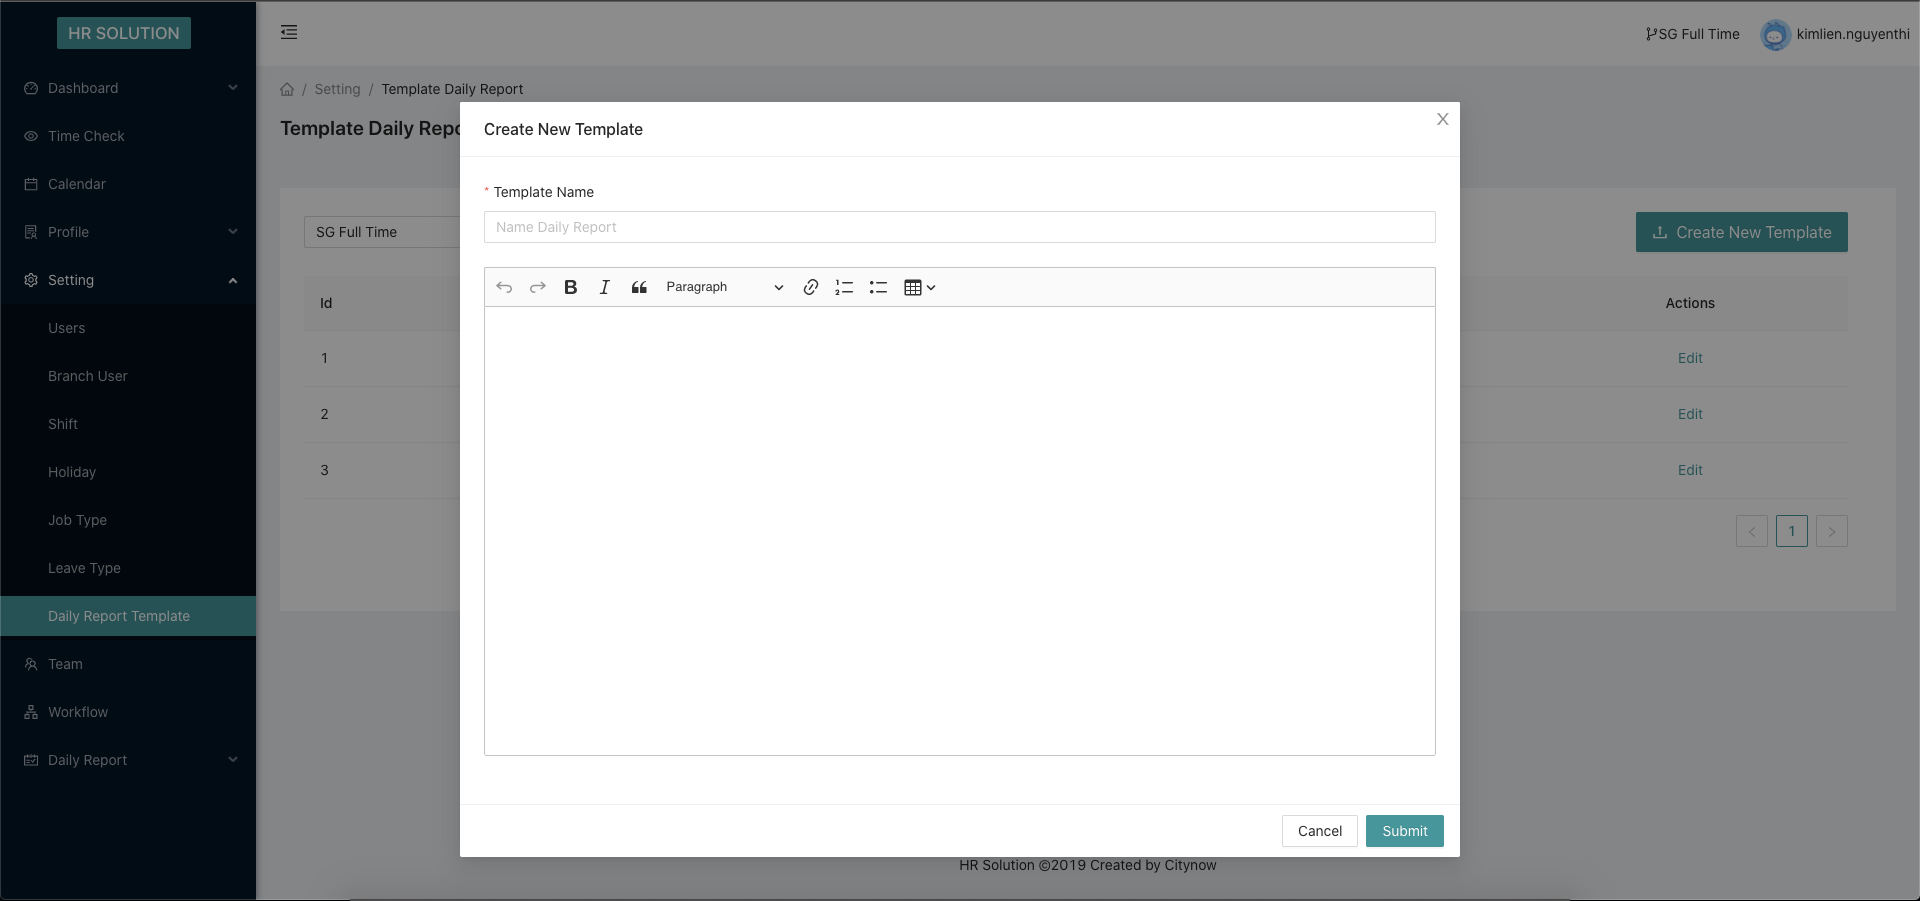 HR SOLUTION
SG Full Time
kimlien.nguyenthi
Dashboard
Time Check
Calendar
Profile
Setting
Users
Branch User
Shift
Holiday
Job Type
Leave Type
Daily Report Template
Team
Workflow
Daily Report
/ Setting / Template Daily Report
Template Daily Repo
SG Full Time
Create New Template
Id
Actions
1
Edit
2
Edit
3
Edit
< 1 >
Create New Template
X
* Template Name
Name Daily Report
B I Paragraph
Cancel
Submit
HR Solution ©2019 Created by Citynow